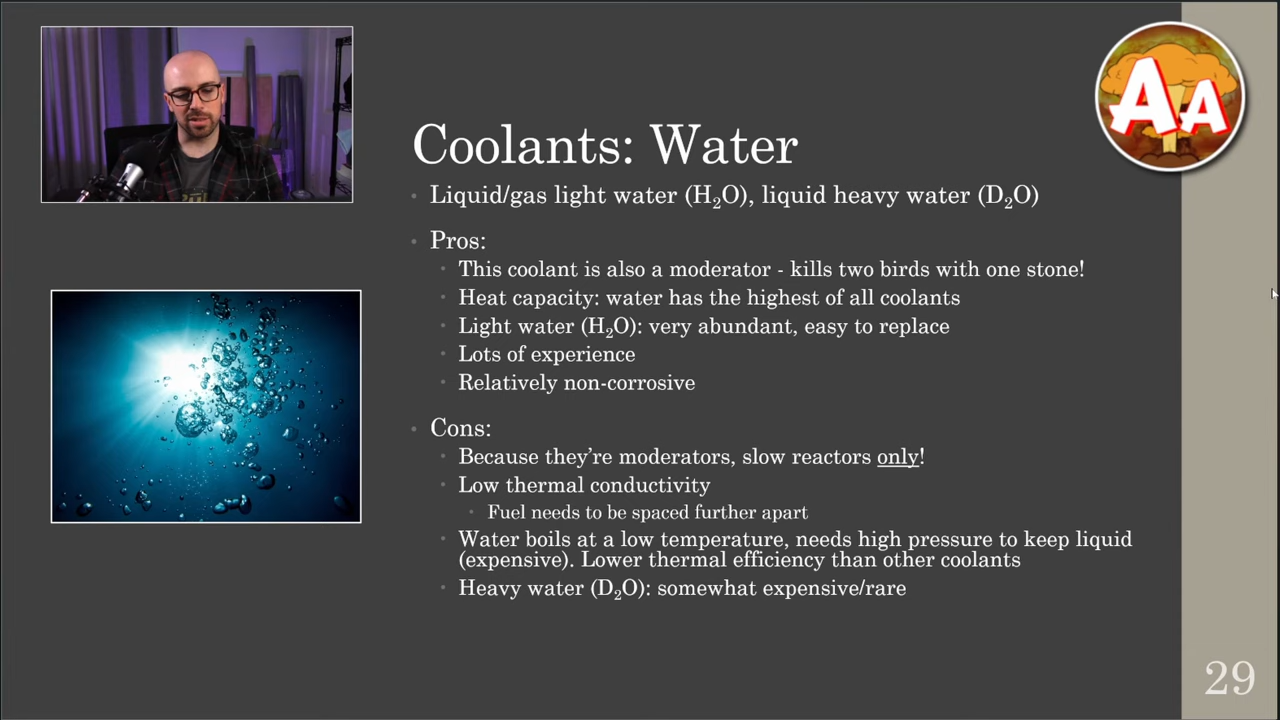 AA
Coolants: Water
• Liquid/gas light water (H₂O), liquid heavy water (D₂O)
• Pros:
• This coolant is also a moderator - kills two birds with one stone!
• Heat capacity: water has the highest of all coolants
• Light water (H₂O): very abundant, easy to replace
• Lots of experience
• Relatively non-corrosive
• Cons:
• Because they’re moderators, slow reactors only!
• Low thermal conductivity
• Fuel needs to be spaced further apart
• Water boils at a low temperature, needs high pressure to keep liquid
(expensive). Lower thermal efficiency than other coolants
• Heavy water (D₂O): somewhat expensive/rare
29